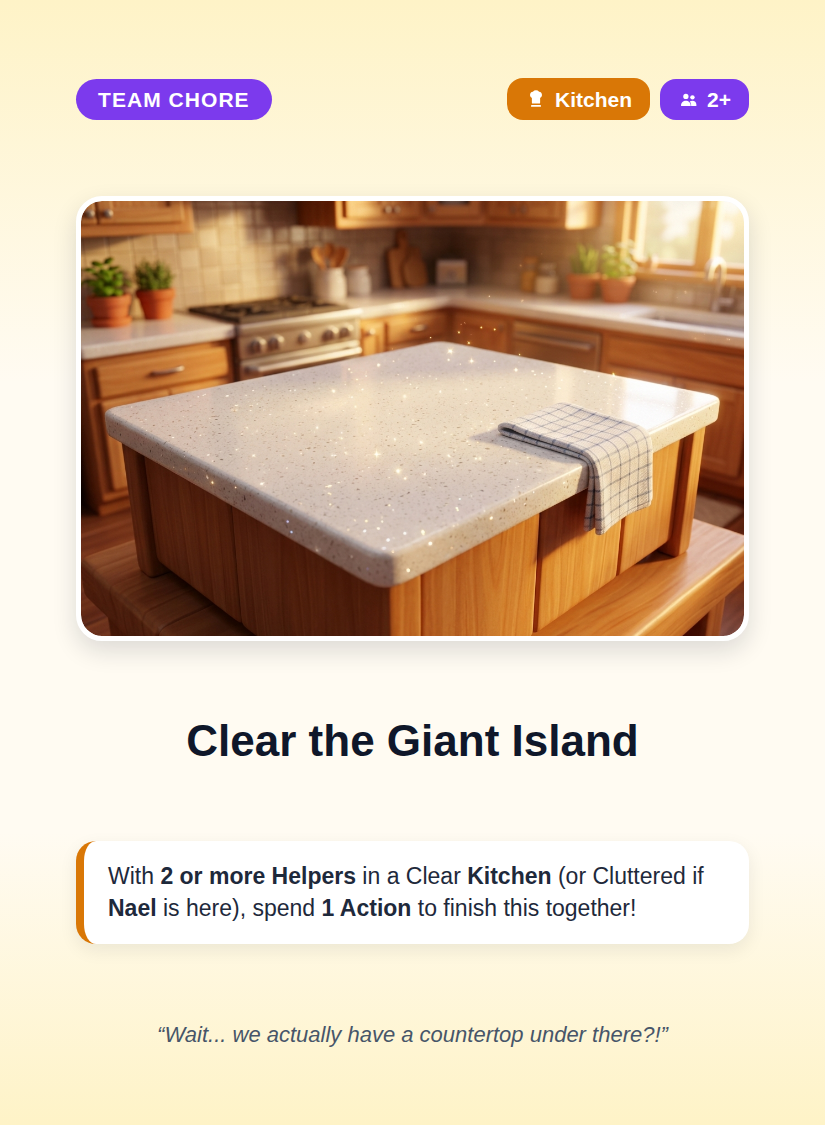 TEAM CHORE
Kitchen
2+
Clear the Giant Island
With 2 or more Helpers in a Clear Kitchen (or Cluttered if
Nael is here), spend 1 Action to finish this together!
“Wait... we actually have a countertop under there?!”